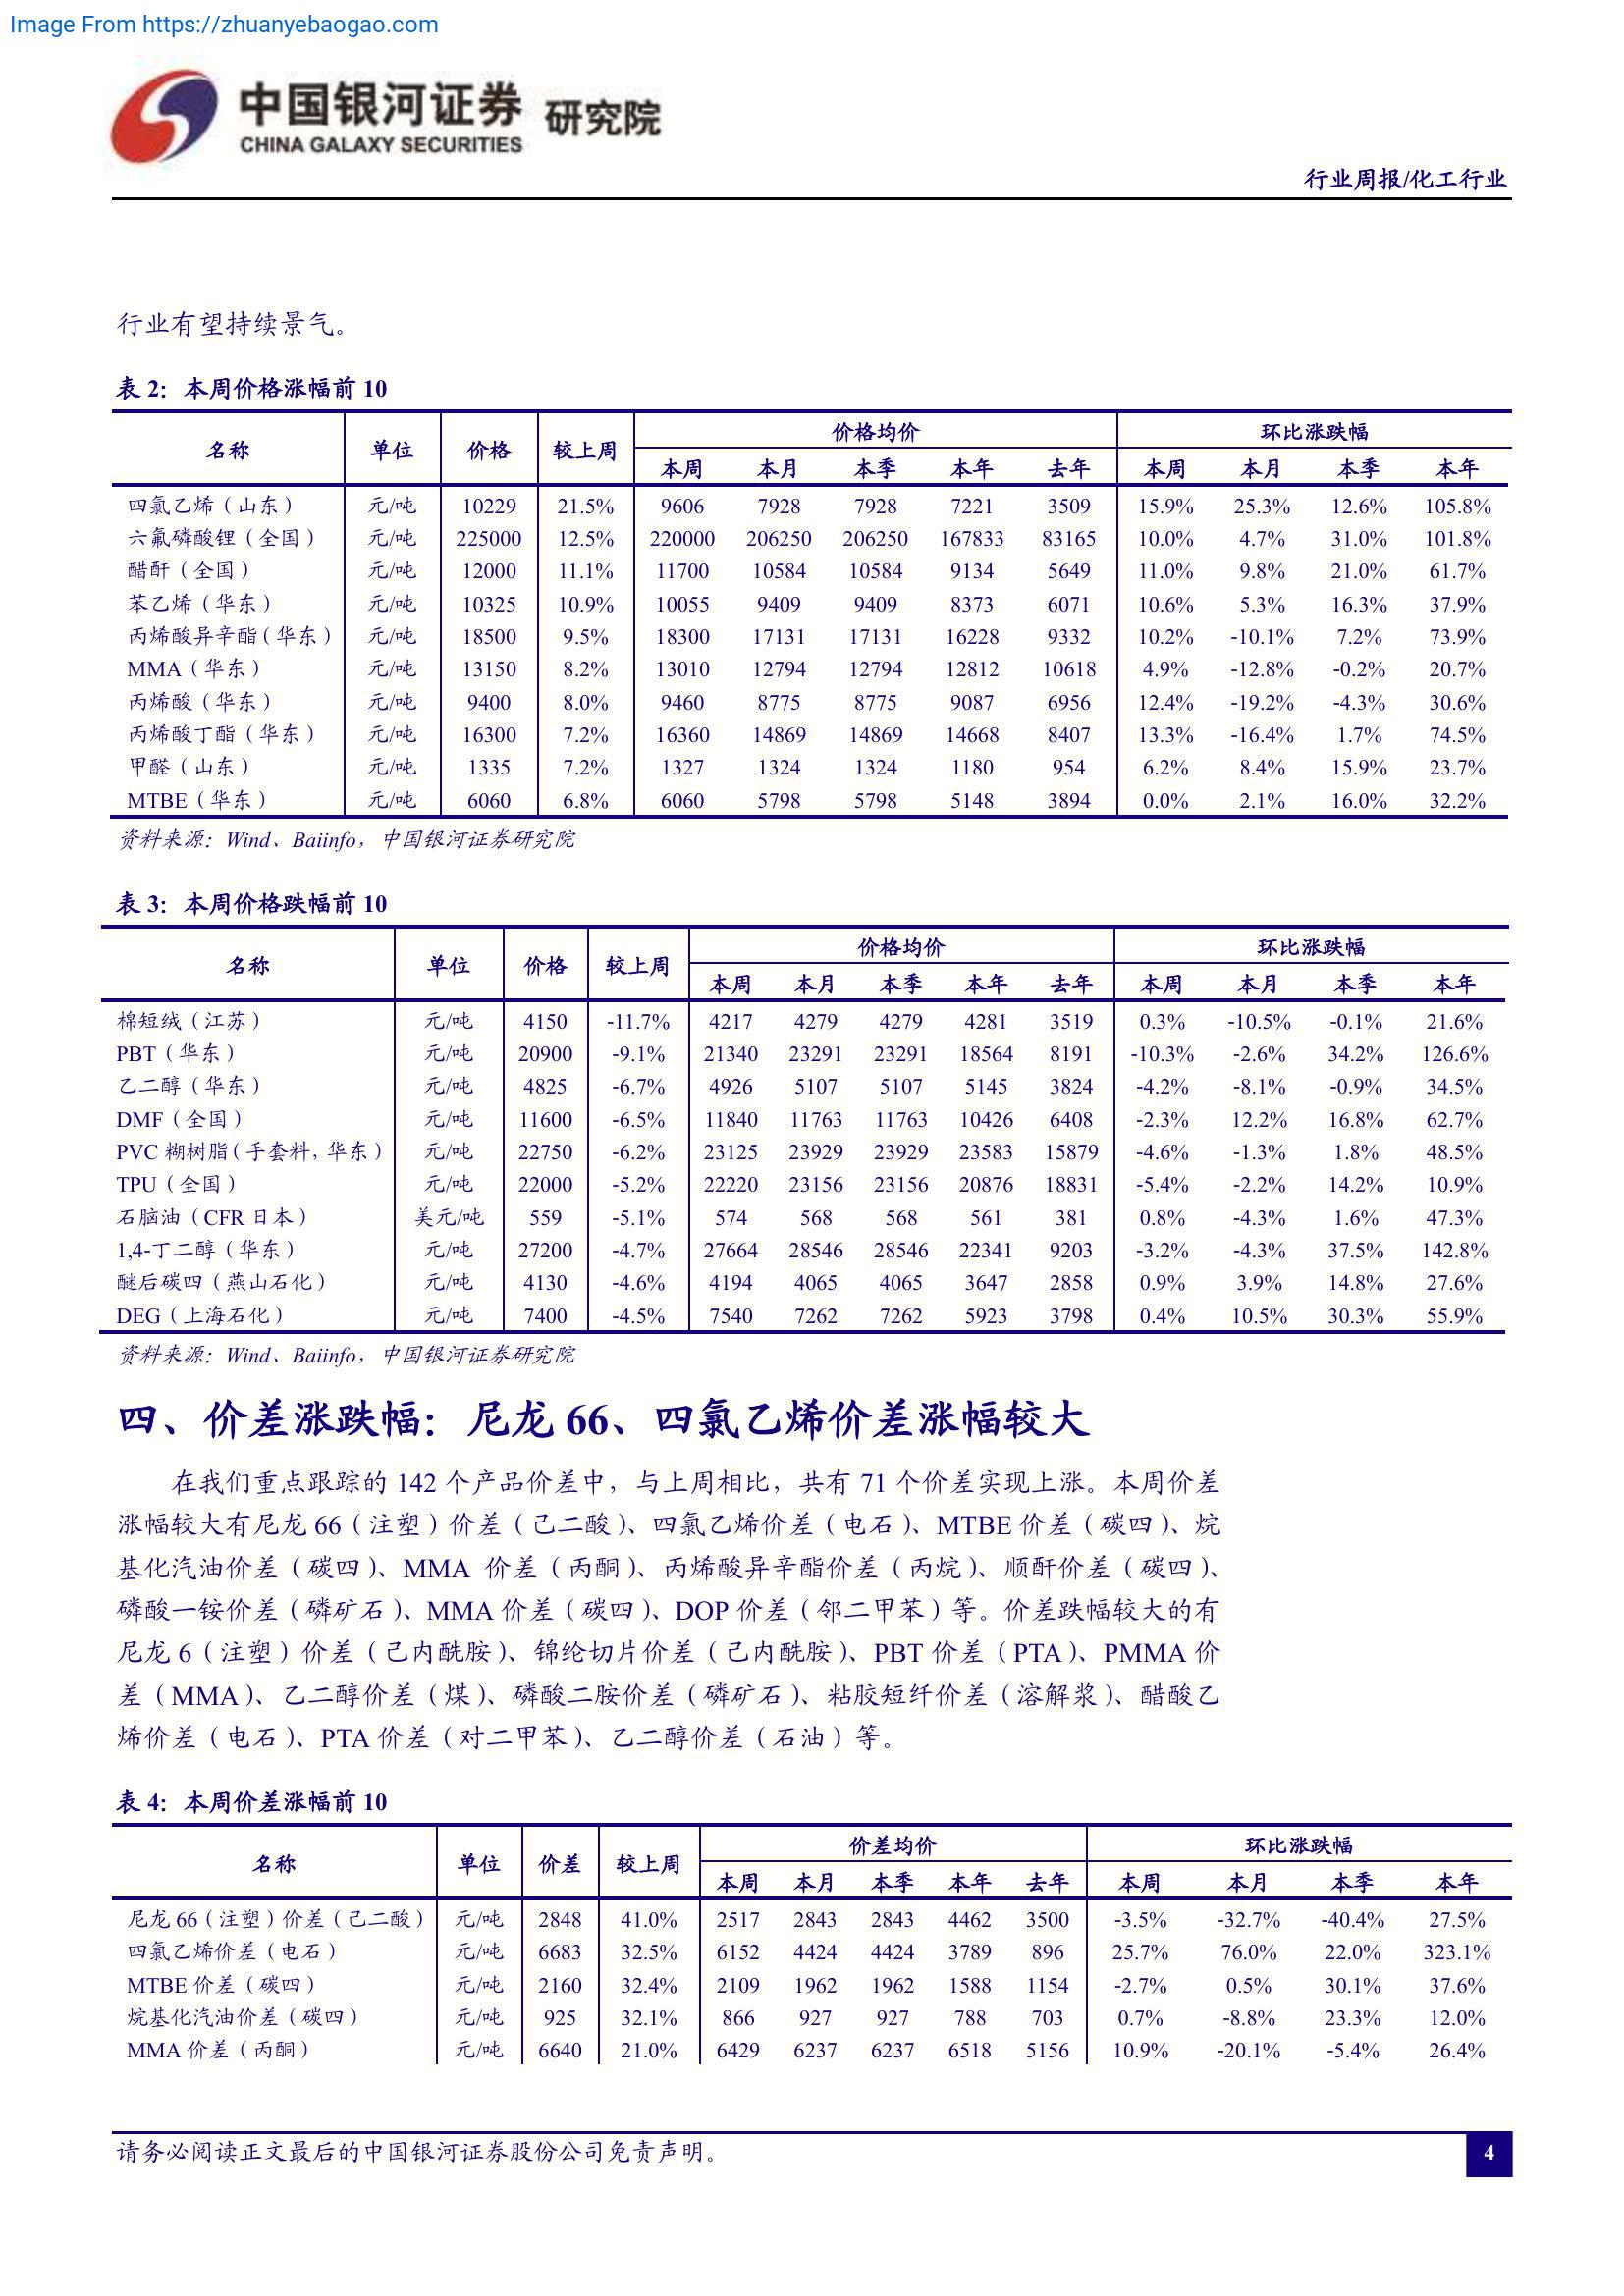 Image From https://zhuanyebaogao.com
中国银河证券 研究院
CHINA GALAXY SECURITIES
行业周报/化工行业
行业有望持续景气。
表 2：本周价格涨幅前 10
名称 单位 价格 较上周 价格均价 环比涨跌幅
本周 本月 本季 本年 去年 本周 本月 本季 本年
四氯乙烯（山东） 元/吨 10229 21.5% 9606 7928 7928 7221 3509 15.9% 25.3% 12.6% 105.8%
六氟磷酸锂（全国） 元/吨 225000 12.5% 220000 206250 206250 167833 83165 10.0% 4.7% 31.0% 101.8%
醋酐（全国） 元/吨 12000 11.1% 11700 10584 10584 9134 5649 11.0% 9.8% 21.0% 61.7%
苯乙烯（华东） 元/吨 10325 10.9% 10055 9409 9409 8373 6071 10.6% 5.3% 16.3% 37.9%
丙烯酸异辛酯（华东） 元/吨 18500 9.5% 18300 17131 17131 16228 9332 10.2% -10.1% 7.2% 73.9%
MMA（华东） 元/吨 13150 8.2% 13010 12794 12794 12812 10618 4.9% -12.8% -0.2% 20.7%
丙烯酸（华东） 元/吨 9400 8.0% 9460 8775 8775 9087 6956 12.4% -19.2% -4.3% 30.6%
丙烯酸丁酯（华东） 元/吨 16300 7.2% 16360 14869 14869 14668 8407 13.3% -16.4% 1.7% 74.5%
甲醛（山东） 元/吨 1335 7.2% 1327 1324 1324 1180 954 6.2% 8.4% 15.9% 23.7%
MTBE（华东） 元/吨 6060 6.8% 6060 5798 5798 5148 3894 0.0% 2.1% 16.0% 32.2%
资料来源：Wind、Baiinfo，中国银河证券研究院
表 3：本周价格跌幅前 10
名称 单位 价格 较上周 价格均价 环比涨跌幅
本周 本月 本季 本年 去年 本周 本月 本季 本年
棉短绒（江苏） 元/吨 4150 -11.7% 4217 4279 4279 4281 3519 0.3% -10.5% -0.1% 21.6%
PBT（华东） 元/吨 20900 -9.1% 21340 23291 23291 18564 8191 -10.3% -2.6% 34.2% 126.6%
乙二醇（华东） 元/吨 4825 -6.7% 4926 5107 5107 5145 3824 -4.2% -8.1% -0.9% 34.5%
DMF（全国） 元/吨 11600 -6.5% 11840 11763 11763 10426 6408 -2.3% 12.2% 16.8% 62.7%
PVC 糊树脂（手套料，华东） 元/吨 22750 -6.2% 23125 23929 23929 23583 15879 -4.6% -1.3% 1.8% 48.5%
TPU（全国） 元/吨 22000 -5.2% 22220 23156 23156 20876 18831 -5.4% -2.2% 14.2% 10.9%
石脑油（CFR 日本） 美元/吨 559 -5.1% 574 568 568 561 381 0.8% -4.3% 1.6% 47.3%
1,4-丁二醇（华东） 元/吨 27200 -4.7% 27664 28546 28546 22341 9203 -3.2% -4.3% 37.5% 142.8%
醚后碳四（燕山石化） 元/吨 4130 -4.6% 4194 4065 4065 3647 2858 0.9% 3.9% 14.8% 27.6%
DEG（上海石化） 元/吨 7400 -4.5% 7540 7262 7262 5923 3798 0.4% 10.5% 30.3% 55.9%
资料来源：Wind、Baiinfo，中国银河证券研究院
四、价差涨跌幅：尼龙 66、四氯乙烯价差涨幅较大
在我们重点跟踪的 142 个产品价差中，与上周相比，共有 71 个价差实现上涨。本周价差
涨幅较大有尼龙 66（注塑）价差（己二酸）、四氯乙烯价差（电石）、MTBE 价差（碳四）、烷
基化汽油价差（碳四）、MMA 价差（丙酮）、丙烯酸异辛酯价差（丙烷）、顺酐价差（碳四）、
磷酸一铵价差（磷矿石）、MMA 价差（碳四）、DOP 价差（邻二甲苯）等。价差跌幅较大的有
尼龙 6（注塑）价差（己内酰胺）、锦纶切片价差（己内酰胺）、PBT 价差（PTA）、PMMA 价
差（MMA）、乙二醇价差（煤）、磷酸二胺价差（磷矿石）、粘胶短纤价差（溶解浆）、醋酸乙
烯价差（电石）、PTA 价差（对二甲苯）、乙二醇价差（石油）等。
表 4：本周价差涨幅前 10
名称 单位 价差 较上周 价差均价 环比涨跌幅
本周 本月 本季 本年 去年 本周 本月 本季 本年
尼龙 66（注塑）价差（己二酸） 元/吨 2848 41.0% 2517 2843 2843 4462 3500 -3.5% -32.7% -40.4% 27.5%
四氯乙烯价差（电石） 元/吨 6683 32.5% 6152 4424 4424 3789 896 25.7% 76.0% 22.0% 323.1%
MTBE 价差（碳四） 元/吨 2160 32.4% 2109 1962 1962 1588 1154 -2.7% 0.5% 30.1% 37.6%
烷基化汽油价差（碳四） 元/吨 925 32.1% 866 927 927 788 703 0.7% -8.8% 23.3% 12.0%
MMA 价差（丙酮） 元/吨 6640 21.0% 6429 6237 6237 6518 5156 10.9% -20.1% -5.4% 26.4%
请务必阅读正文最后的中国银河证券股份公司免责声明。
4